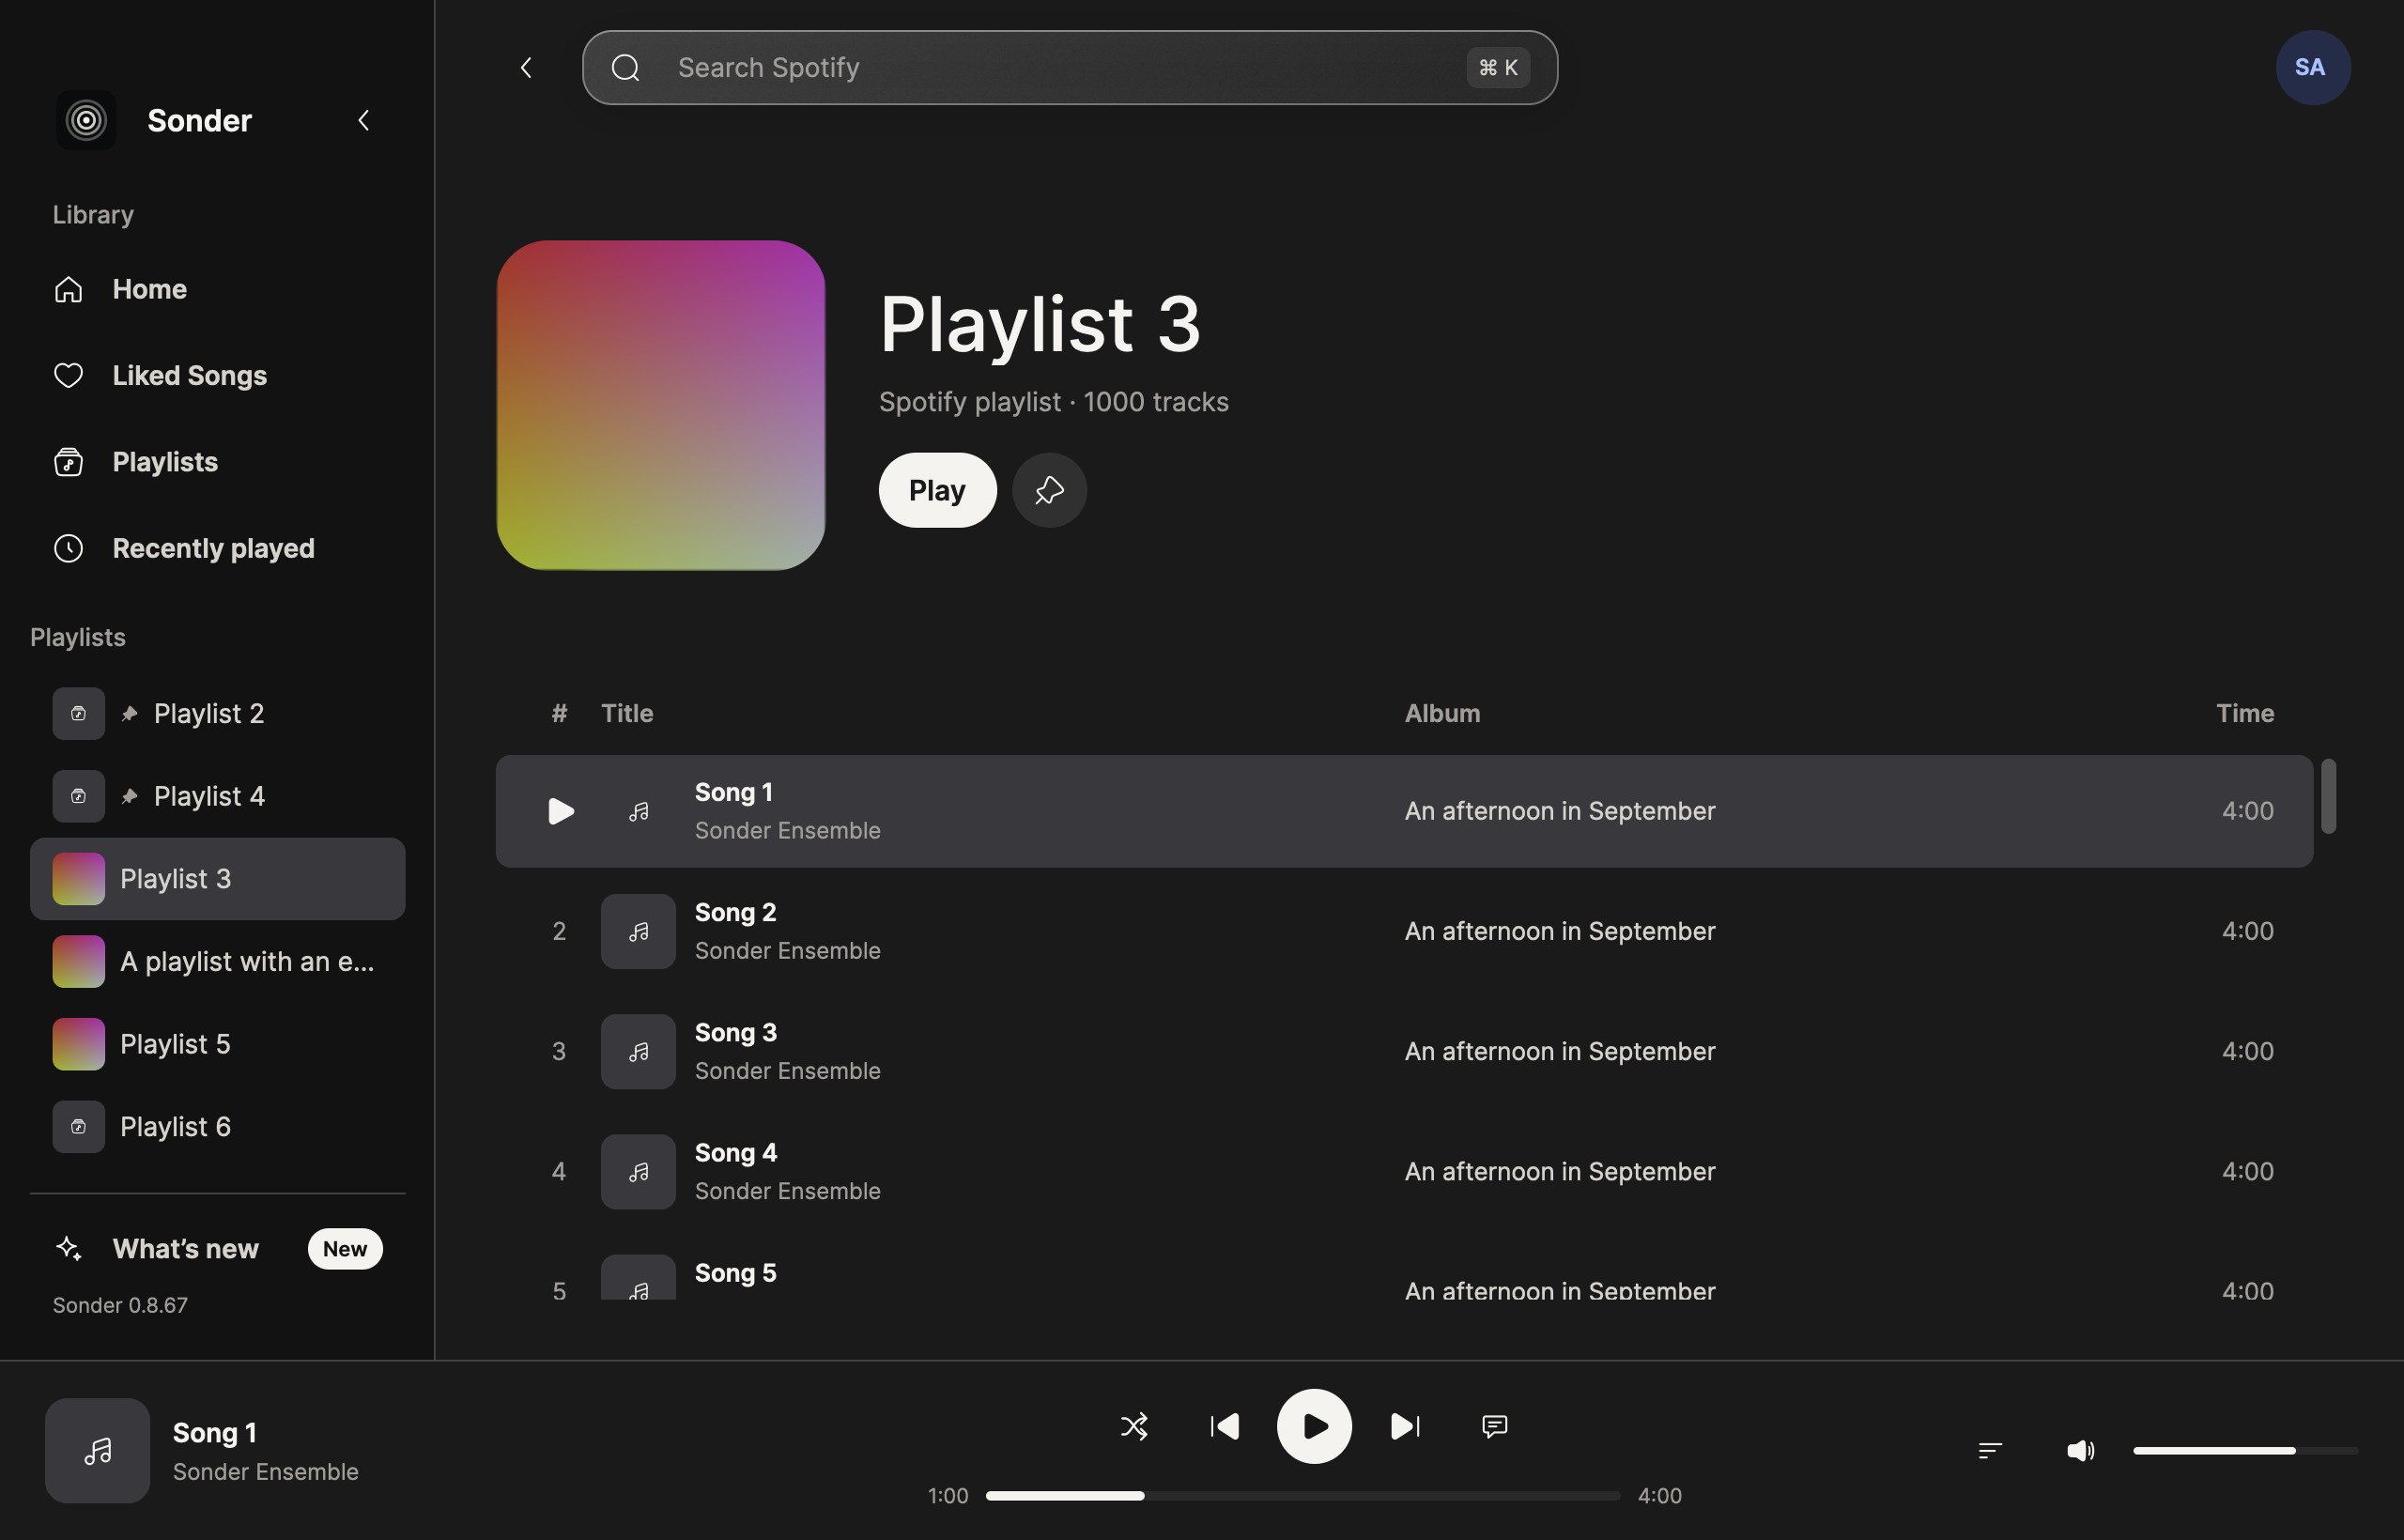 Sonder
Library
Home
Liked Songs
Playlists
Recently played
Playlists
Playlist 2
Playlist 4
Playlist 3
A playlist with an e...
Playlist 5
Playlist 6
What’s new New
Sonder 0.8.67
Search Spotify ⌘ K
SA
Playlist 3
Spotify playlist · 1000 tracks
Play
# Title Album Time
Song 1
Sonder Ensemble
An afternoon in September 4:00
2
Song 2
Sonder Ensemble
An afternoon in September 4:00
3
Song 3
Sonder Ensemble
An afternoon in September 4:00
4
Song 4
Sonder Ensemble
An afternoon in September 4:00
5
Song 5
An afternoon in September 4:00
Song 1
Sonder Ensemble
1:00 4:00